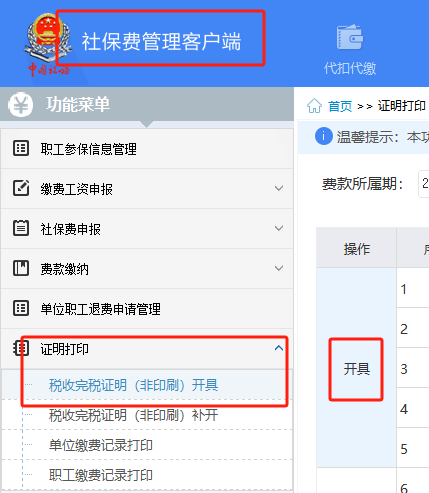 社保费管理客户端
中国税务
代扣代缴
功能菜单
首页 >> 证明打印
职工参保信息管理
温馨提示：本功
缴费工资申报
费款所属期：
2
社保费申报
操作
费款缴纳
1
单位职工退费申请管理
2
证明打印
开具
3
税收完税证明（非印刷）开具
税收完税证明（非印刷）补开
4
单位缴费记录打印
5
职工缴费记录打印
6